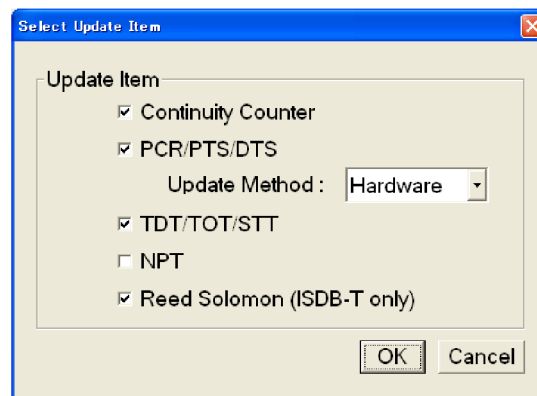 Select Update Item
Update Item
Continuity Counter
PCR/PTS/DTS
Update Method : Hardware
TDT/TOT/STT
NPT
Reed Solomon (ISDB-T only)
OK Cancel